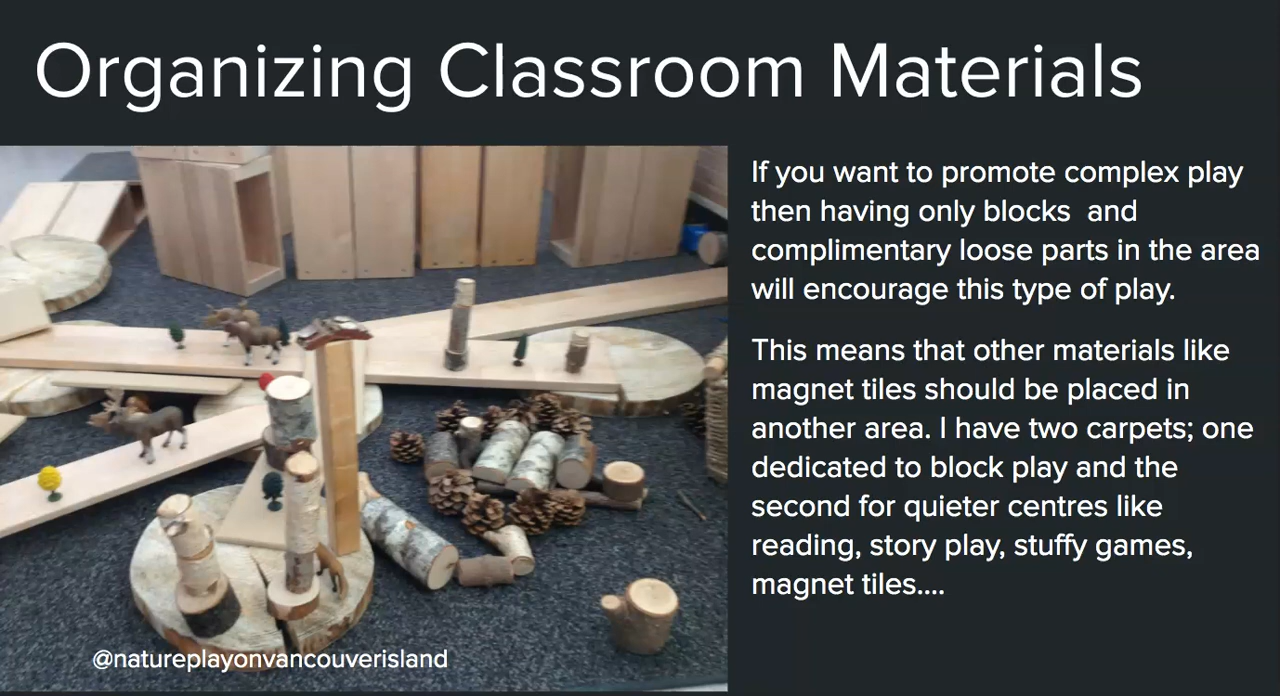 Organizing Classroom Materials
If you want to promote complex play
then having only blocks  and
complimentary loose parts in the area
will encourage this type of play.
This means that other materials like
magnet tiles should be placed in
another area. I have two carpets; one
dedicated to block play and the
second for quieter centres like
reading, story play, stuffy games,
magnet tiles....
@natureplayonvancouverisland